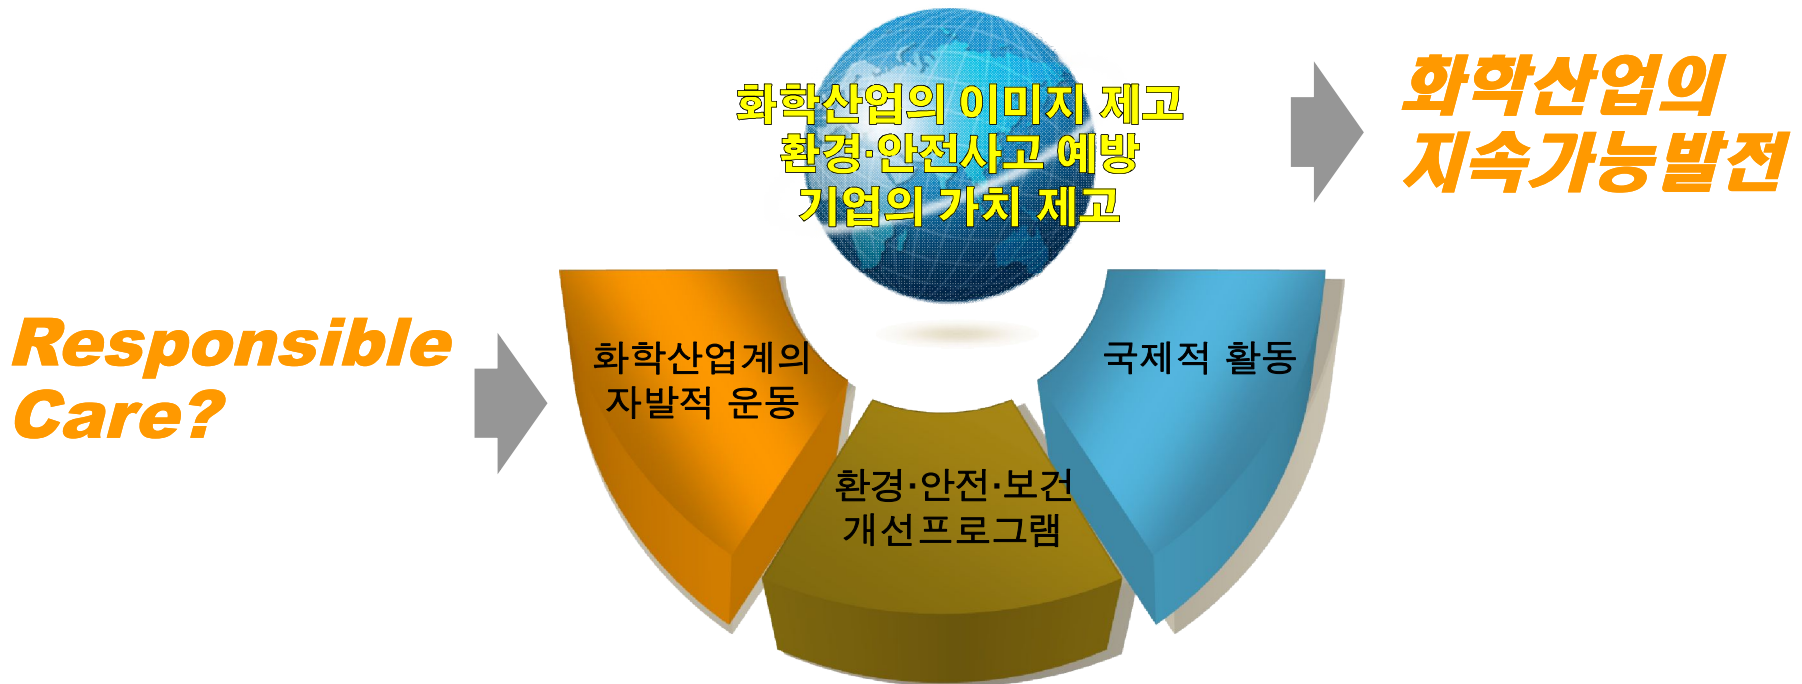 Responsible
Care?
화학산업계의
자발적 운동
환경·안전·보건
개선프로그램
국제적 활동
화학산업의 이미지 제고
환경·안전사고 예방
기업의 가치 제고
화학산업의
지속가능발전